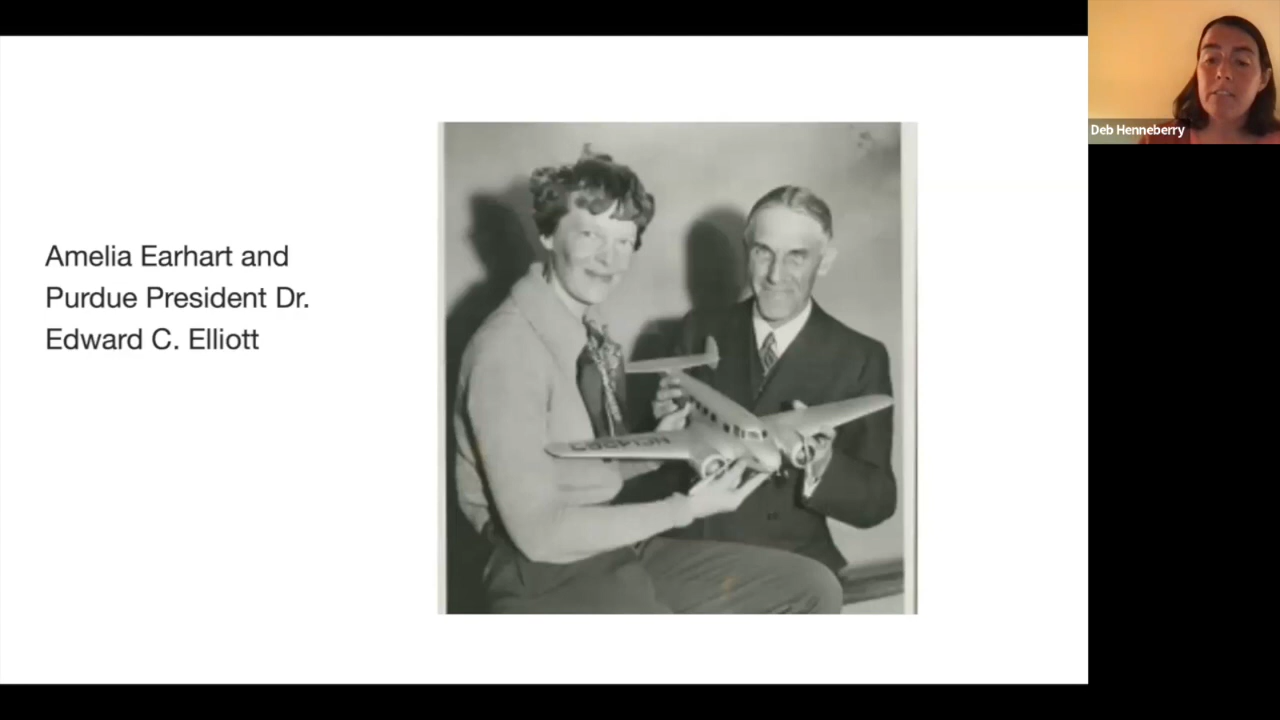 Amelia Earhart and
Purdue President Dr.
Edward C. Elliott
Deb Henneberry